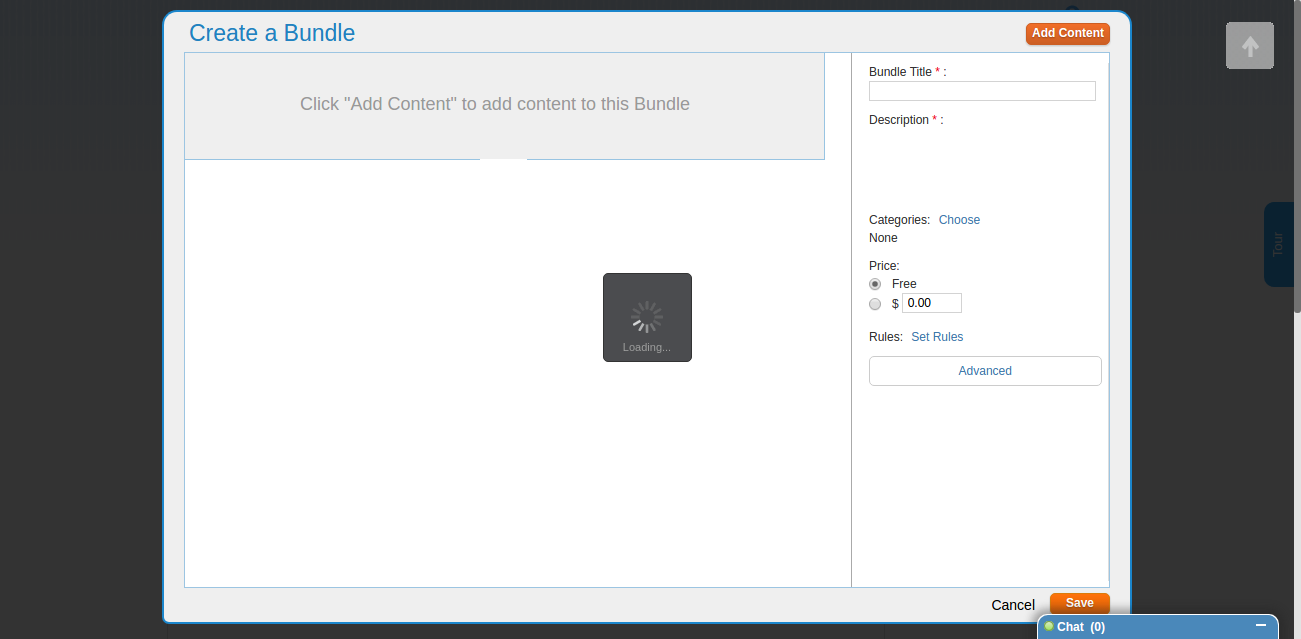 Create a Bundle
Add Content
Click "Add Content" to add content to this Bundle
Bundle Title * :
Description * :
Categories: Choose
None
Price:
Free
$ 0.00
Rules: Set Rules
Advanced
Loading...
Tour
Cancel
Save
Chat (0)